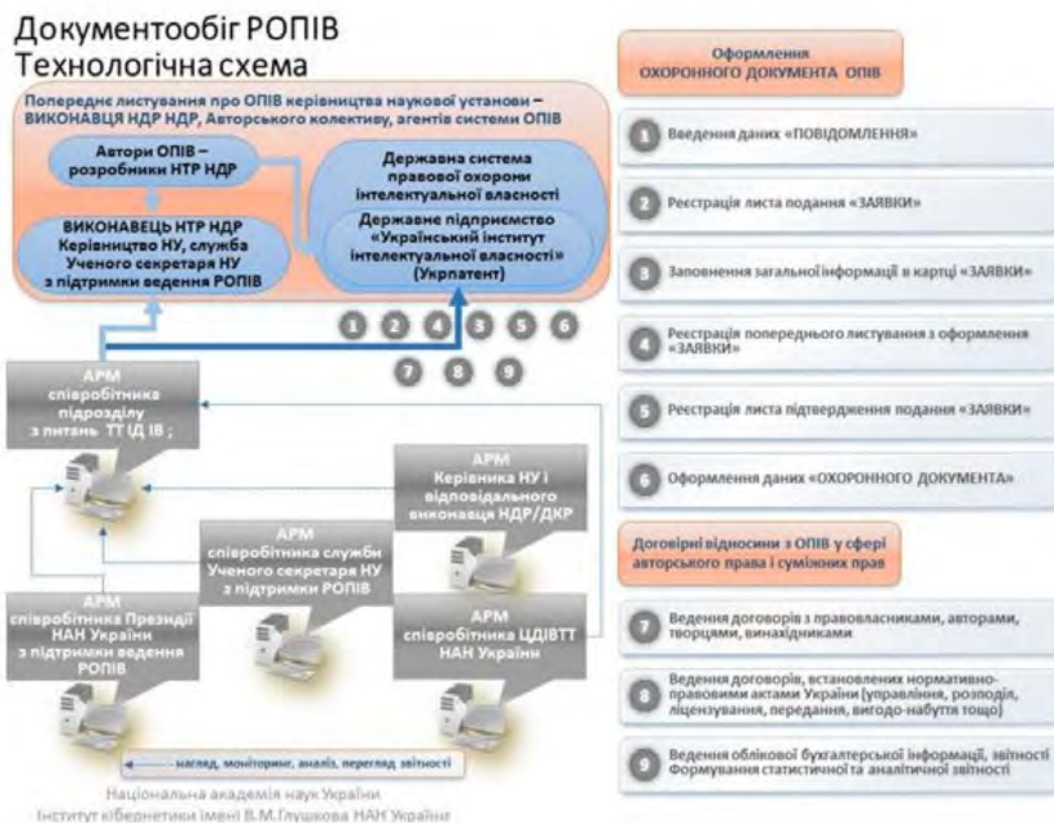 Документообіг РОПІВ
Технологічна схема
Попереднє листування про ОПІВ керівництва наукової установи –
ВИКОНАВЦЯ НДР НДР, Авторського колективу, агентів системи ОПІВ
Автори ОПІВ –
розробники НТР НДР
ВИКОНАВЕЦЬ НТР НДР
Керівництво НУ, служба
Ученого секретаря НУ
з підтримки ведення РОПІВ
Державна система
правової охорони
інтелектуальної власності
Державне підприємство
«Український інститут
інтелектуальної власності»
(Укрпатент)
1 2 4 3 5 6
7 8 9
АРМ
співробітника
підрозділу
з питань ТТ ІД ІВ ;
АРМ
Керівника НУ і
відповідального
виконавця НДР/ДКР
АРМ
співробітника служби
Ученого секретаря НУ
з підтримки РОПІВ
АРМ
співробітника Президії
НАН України
з підтримки ведення
РОПІВ
АРМ
співробітника ЦДІВТТ
НАН України
нагляд, моніторинг, аналіз, перегляд звітності
Національна академія наук України
Інститут кібернетики імені В.М.Глушкова НАН України
Оформлення
ОХОРОННОГО ДОКУМЕНТА ОПІВ
1 Введення даних «ПОВІДОМЛЕННЯ»
2 Реєстрація листа подання «ЗАЯВКИ»
3 Заповнення загальної інформації в картці «ЗАЯВКИ»
4 Реєстрація попереднього листування з оформлення
«ЗАЯВКИ»
5 Реєстрація листа підтвердження подання «ЗАЯВКИ»
6 Оформлення даних «ОХОРОННОГО ДОКУМЕНТА»
Договірні відносини з ОПІВ у сфері
авторського права і суміжних прав
7 Ведення договорів з правовласниками, авторами,
творцями, винахідниками
8 Ведення договорів, встановлених нормативно-
правовими актами України (управління, розподіл,
ліцензування, передання, вигодо-набуття тощо)
9 Ведення облікової бухгалтерської інформації, звітності
Формування статистичної та аналітичної звітності